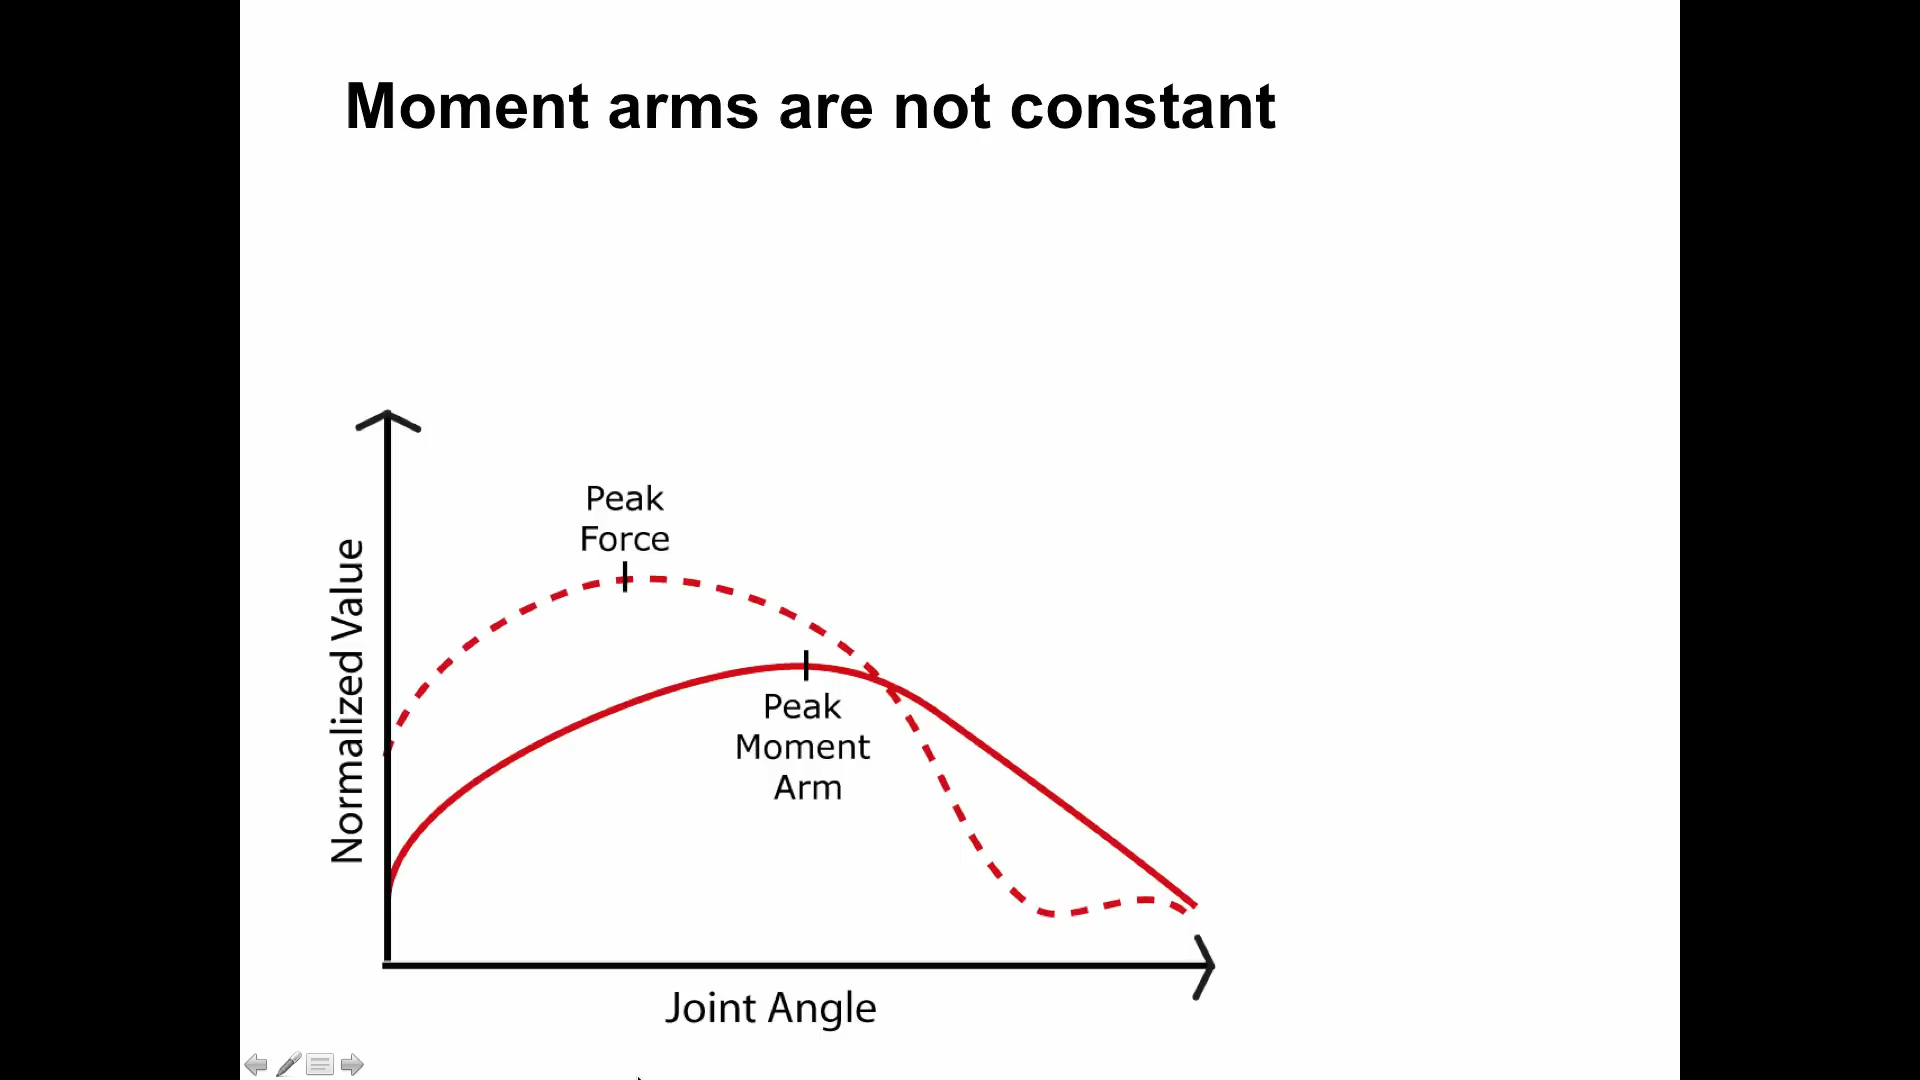 Moment arms are not constant
Peak
Force
Normalized Value
Peak
Moment
Arm
Joint Angle